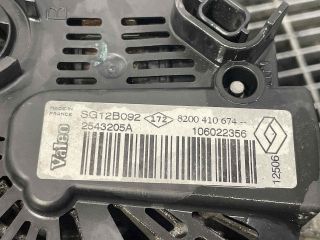 MADE IN
FRANCE
Valeo
SG12B092 172 8200 410 674 --
2543205A 106022356
12506